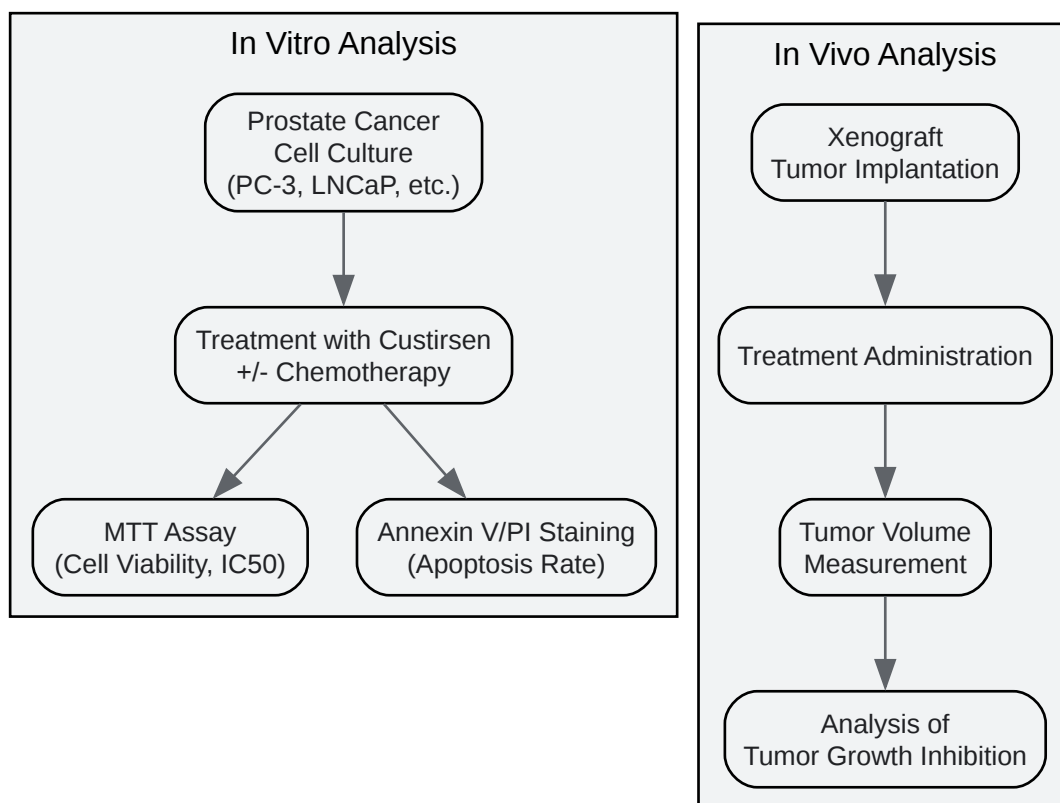 In Vitro Analysis
Prostate Cancer
Cell Culture
(PC-3, LNCaP, etc.)
Treatment with Custirsen
+/- Chemotherapy
MTT Assay
(Cell Viability, IC50)
Annexin V/PI Staining
(Apoptosis Rate)
In Vivo Analysis
Xenograft
Tumor Implantation
Treatment Administration
Tumor Volume
Measurement
Analysis of
Tumor Growth Inhibition